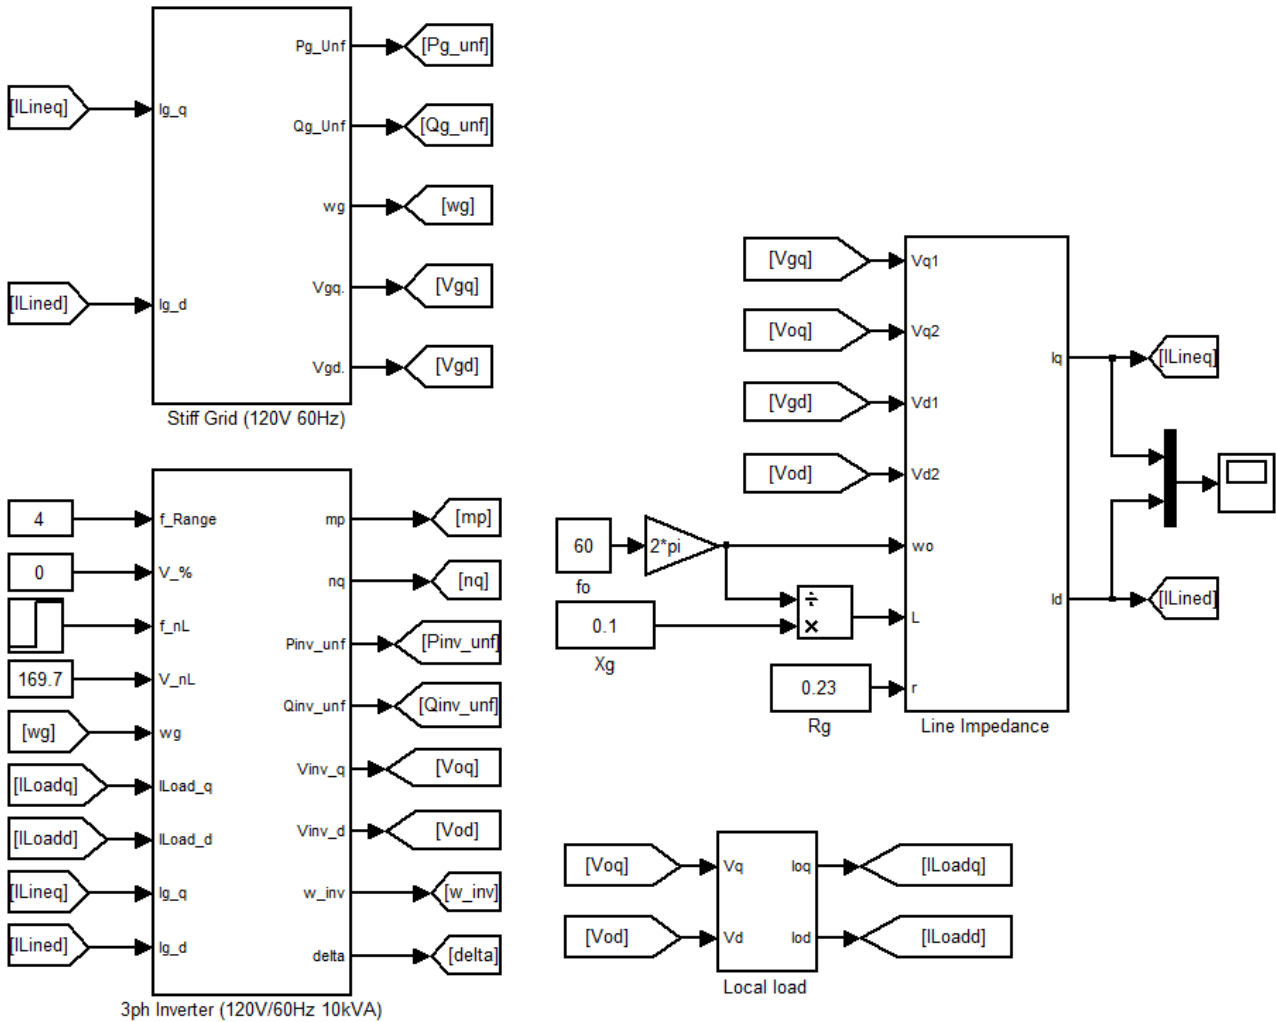 [ILineq]
Ig_q
[ILined]
Ig_d
Pg_Unf
[Pg_unf]
Qg_Unf
[Qg_unf]
wg
[wg]
Vgq.
[Vgq]
Vgd.
[Vgd]
Stiff Grid (120V 60Hz)
4
f_Range
0
V_%
f_nL
169.7
V_nL
[wg]
wg
[ILoadq]
ILoad_q
[ILoadd]
ILoad_d
[ILineq]
Ig_q
[ILined]
Ig_d
mp
[mp]
nq
[nq]
Pinv_unf
[Pinv_unf]
Qinv_unf
[Qinv_unf]
Vinv_q
[Voq]
Vinv_d
[Vod]
w_inv
[w_inv]
delta
[delta]
3ph Inverter (120V/60Hz 10kVA)
[Vgq]
Vq1
[Voq]
Vq2
[Vgd]
Vd1
[Vod]
Vd2
60
2*pi
wo
fo
0.1
÷
×
L
Xg
0.23
r
Rg
Iq
[ILineq]
Id
[ILined]
Line Impedance
[Voq]
Vq
Ioq
[ILoadq]
[Vod]
Vd
Iod
[ILoadd]
Local load